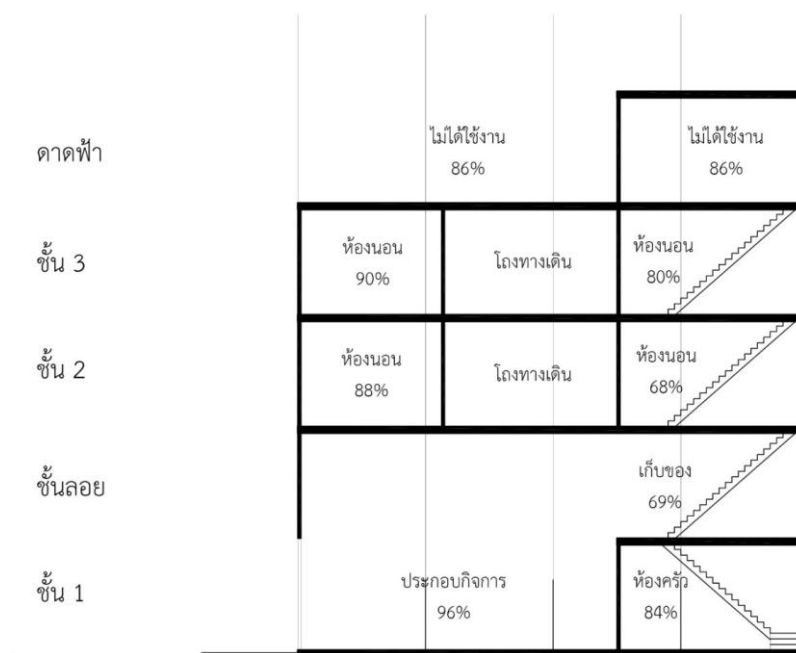 ดาดฟ้า
ไม่ได้ใช้งาน
86%
ไม่ได้ใช้งาน
86%
ชั้น 3
ห้องนอน
90%
โถงทางเดิน
ห้องนอน
80%
ชั้น 2
ห้องนอน
88%
โถงทางเดิน
ห้องนอน
68%
ชั้นลอย
เก็บของ
69%
ชั้น 1
ประกอบกิจการ
96%
ห้องครัว
84%